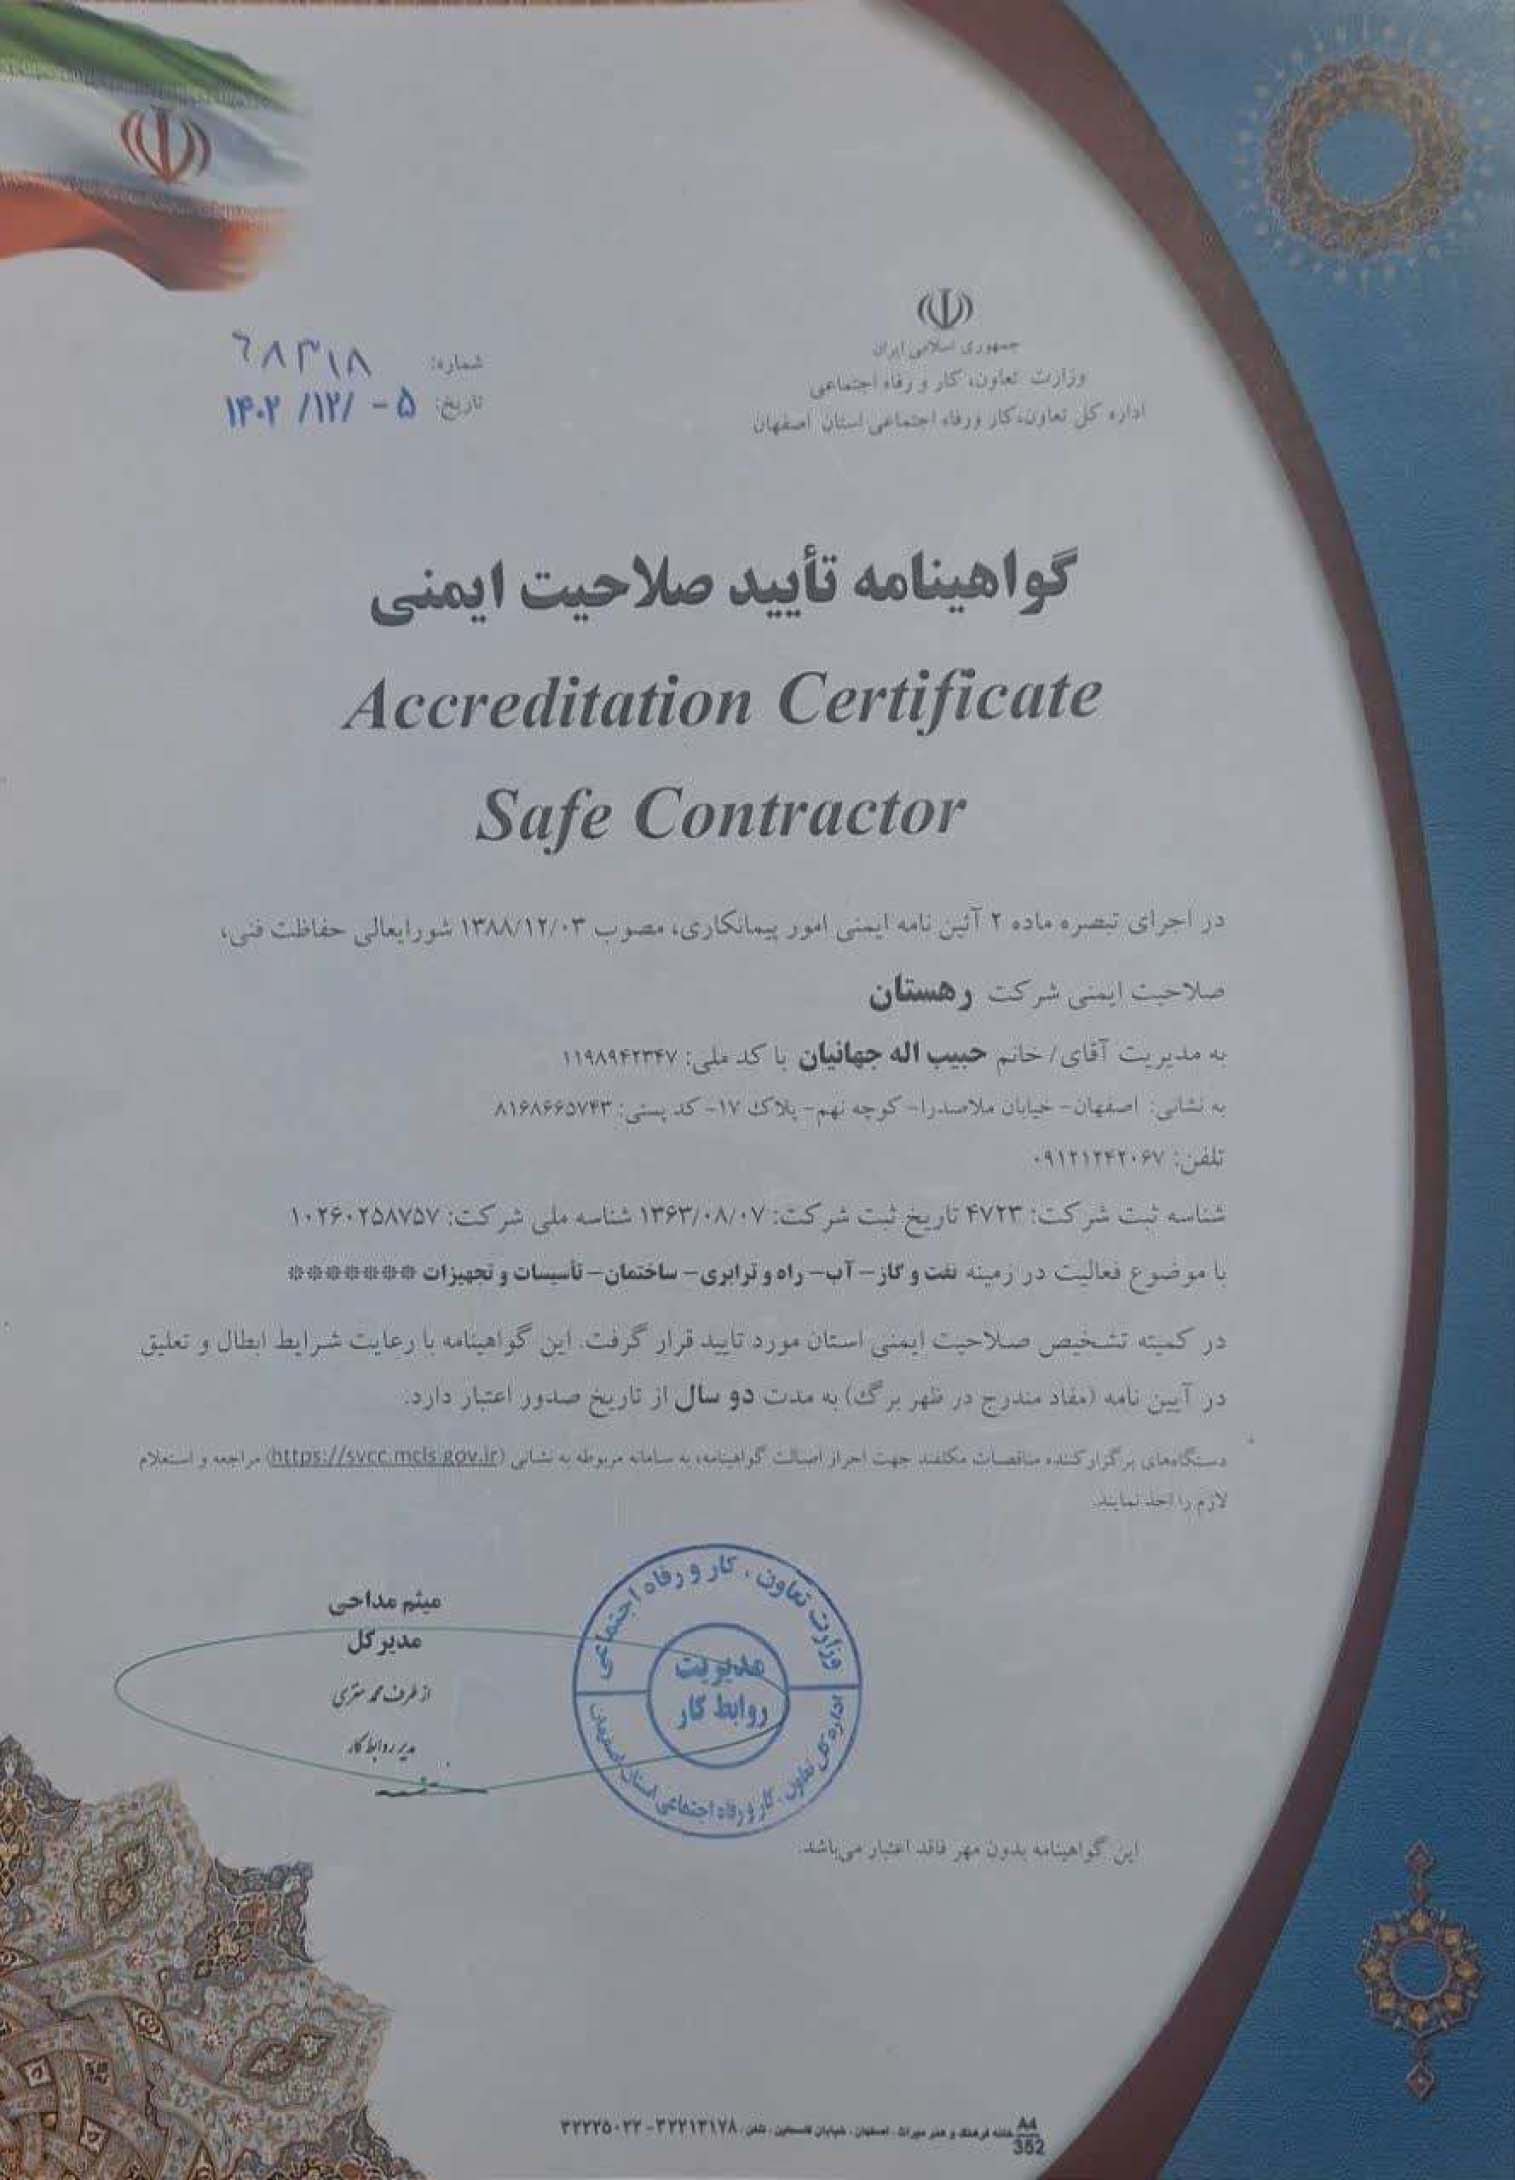 جمهوری اسلامی ایران
وزارت تعاون، کار و رفاه اجتماعی
اداره کل تعاون، کار و رفاه اجتماعی استان اصفهان
شماره: ۶۸۳۱۸
تاریخ: ۵ - /۱۲/ ۱۴۰۲
گواهینامه تأیید صلاحیت ایمنی
Accreditation Certificate
Safe Contractor
در اجرای تبصره ماده ۲ آئین نامه ایمنی امور پیمانکاری، مصوب ۱۳۸۸/۱۲/۰۳ شورایعالی حفاظت فنی،
صلاحیت ایمنی شرکت رهستان
به مدیریت آقای/ خانم حبیب اله جهانیان با کد ملی: ۱۱۹۸۹۴۲۳۴۷
به نشانی: اصفهان- خیابان ملاصدرا- کوچه نهم- پلاک ۱۷- کد پستی: ۸۱۶۸۶۶۵۷۴۳
تلفن: ۰۹۱۲۱۲۴۲۰۶۷
شناسه ثبت شرکت: ۴۷۲۳ تاریخ ثبت شرکت: ۱۳۶۳/۰۸/۰۷ شناسه ملی شرکت: ۱۰۲۶۰۲۵۸۷۵۷
با موضوع فعالیت در زمینه نفت و گاز- آب- راه و ترابری- ساختمان- تأسیسات و تجهیزات *******
در کمیته تشخیص صلاحیت ایمنی استان مورد تایید قرار گرفت. این گواهینامه با رعایت شرایط ابطال و تعلیق
در آیین نامه (مفاد مندرج در ظهر برگ) به مدت دو سال از تاریخ صدور اعتبار دارد.
دستگاههای برگزارکننده مناقصات مکلفند جهت احراز اصالت گواهینامه، به سامانه مربوطه به نشانی (https://svcc.mcls.gov.ir) مراجعه و استعلام
لازم را اخذ نمایند.
میثم مداحی
مدیرکل
از طرف محمد
مدیر روابط کار
وزارت تعاون، کار و رفاه اجتماعی
مدیریت
روابط کار
اداره کل تعاون، کار و رفاه اجتماعی استان اصفهان
این گواهینامه بدون مهر فاقد اعتبار می‌باشد.
خانه فرهنگ و هنر میراث. اصفهان. خیابان فلسطین. تلفن: ۳۲۲۱۳۱۷۸ - ۳۲۲۲۵۰۲۲
A4
352